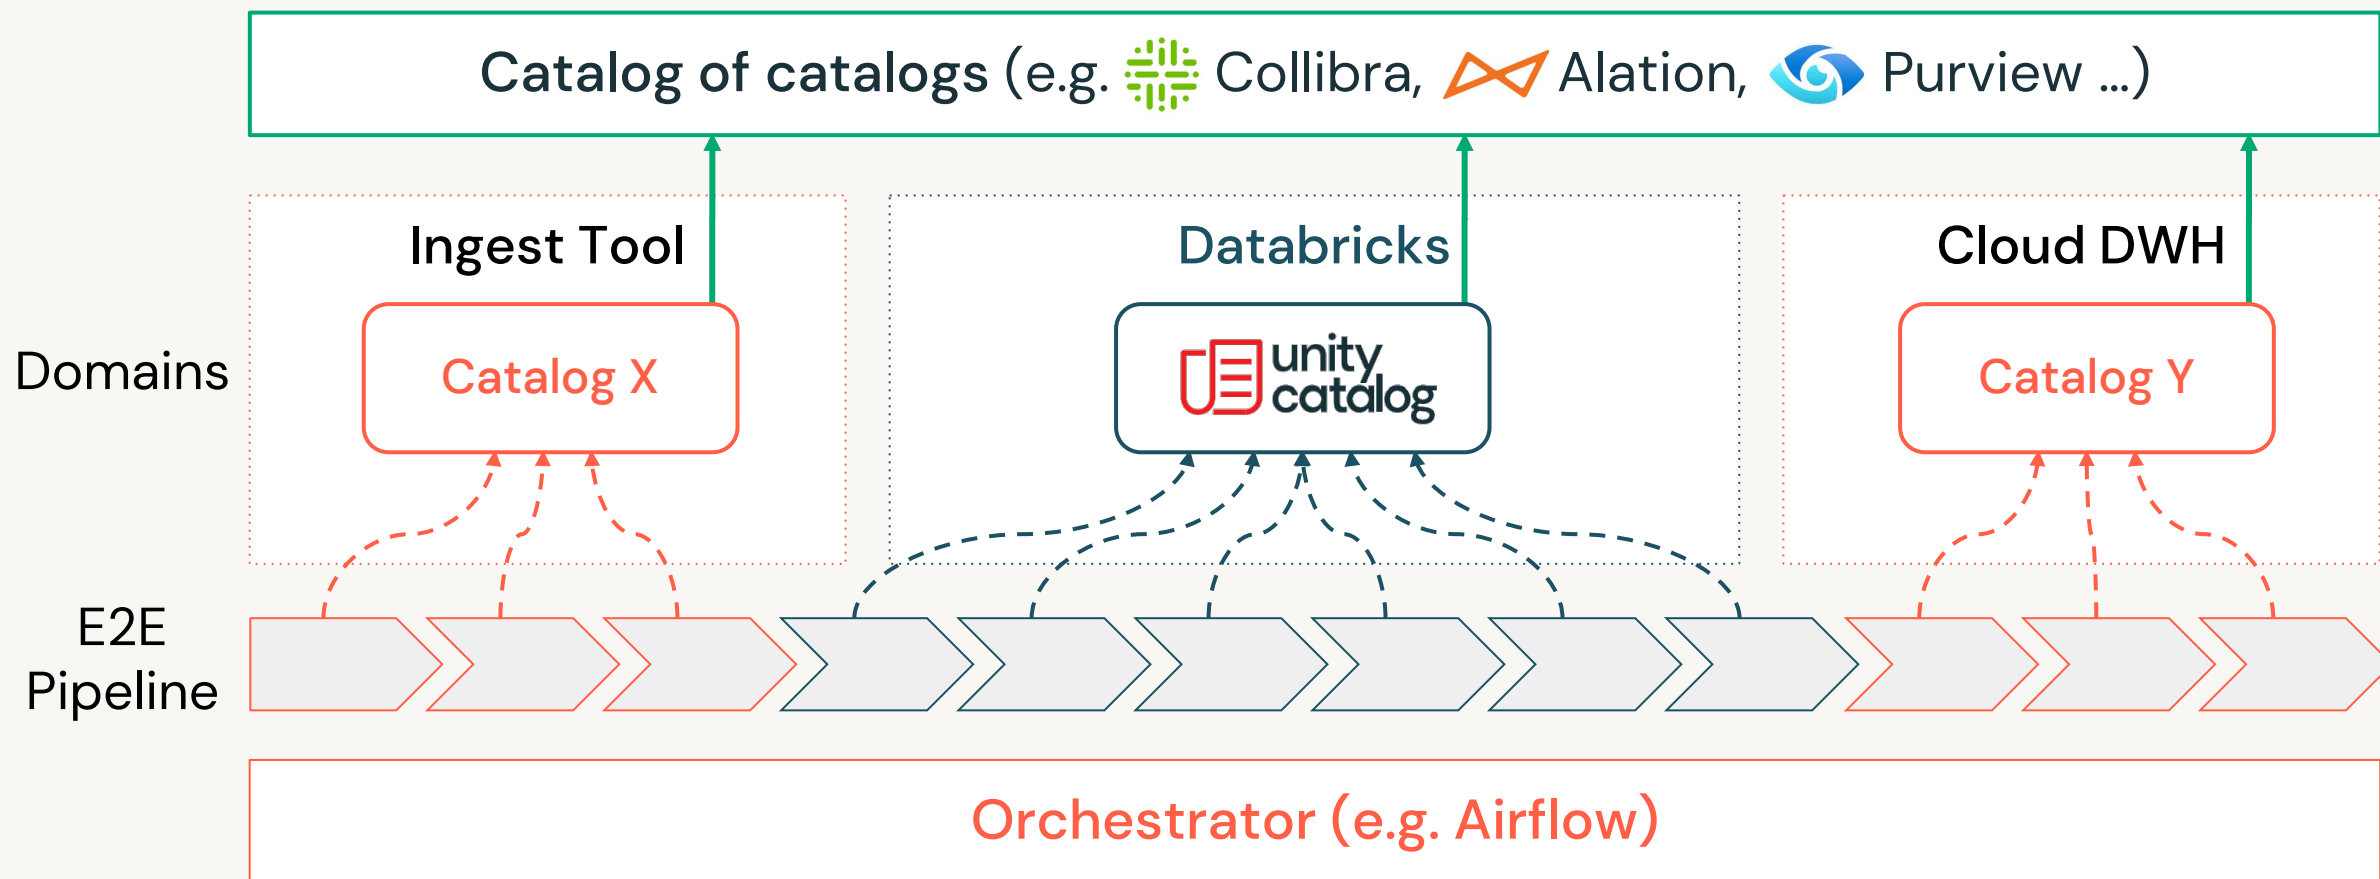 Catalog of catalogs (e.g. Collibra, Alation, Purview ...)
Ingest Tool
Databricks
Cloud DWH
Domains
Catalog X
unity
catalog
Catalog Y
E2E
Pipeline
Orchestrator (e.g. Airflow)